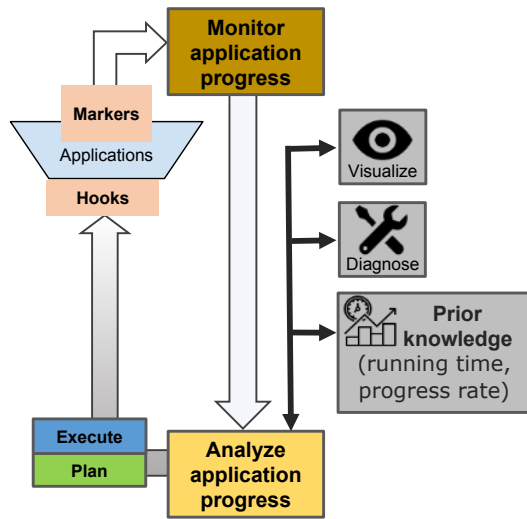 Monitor
application
progress
Markers
Applications
Hooks
Visualize
Diagnose
Prior
knowledge
(running time,
progress rate)
Execute
Plan
Analyze
application
progress